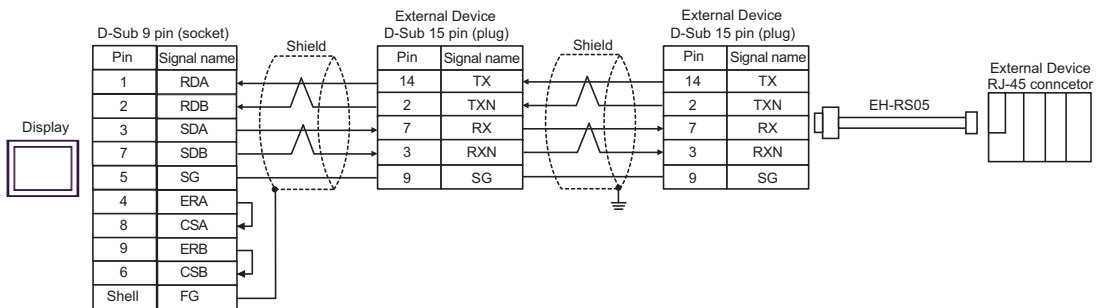 External Device
External Device
D-Sub 9 pin (socket)
D-Sub 15 pin (plug)
D-Sub 15 pin (plug)
Shield
Shield
Pin Signal name
Pin Signal name
Pin Signal name
External Device
RJ-45 conncetor
1 RDA
14 TX
14 TX
2 RDB
2 TXN
2 TXN
EH-RS05
Display
3 SDA
7 RX
7 RX
7 SDB
3 RXN
3 RXN
5 SG
9 SG
9 SG
4 ERA
8 CSA
9 ERB
6 CSB
Shell FG